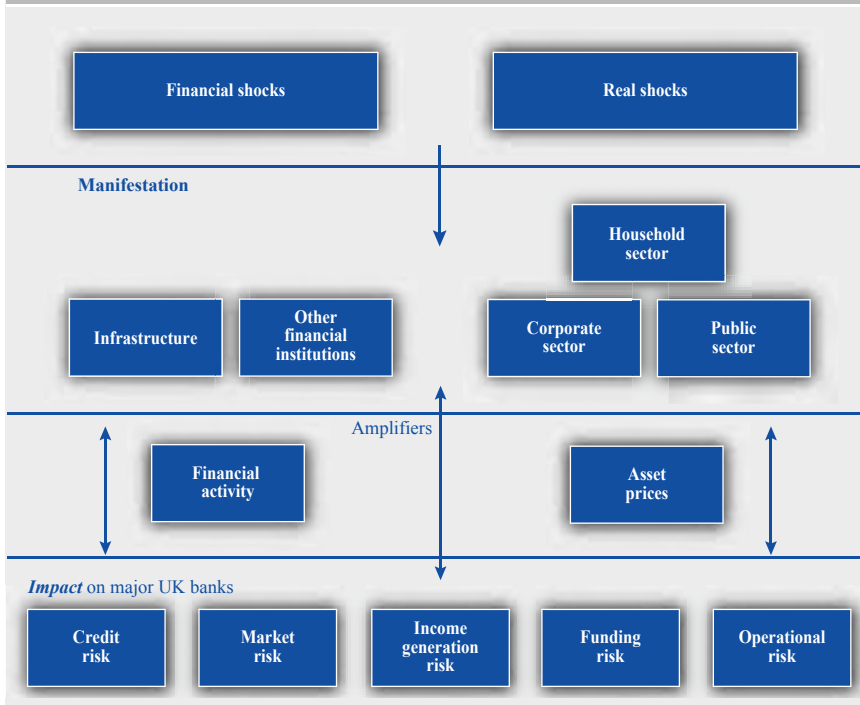 Financial shocks
Real shocks
Manifestation
Household
sector
Infrastructure
Other
financial
institutions
Corporate
sector
Public
sector
Amplifiers
Financial
activity
Asset
prices
Impact on major UK banks
Credit
risk
Market
risk
Income
generation
risk
Funding
risk
Operational
risk